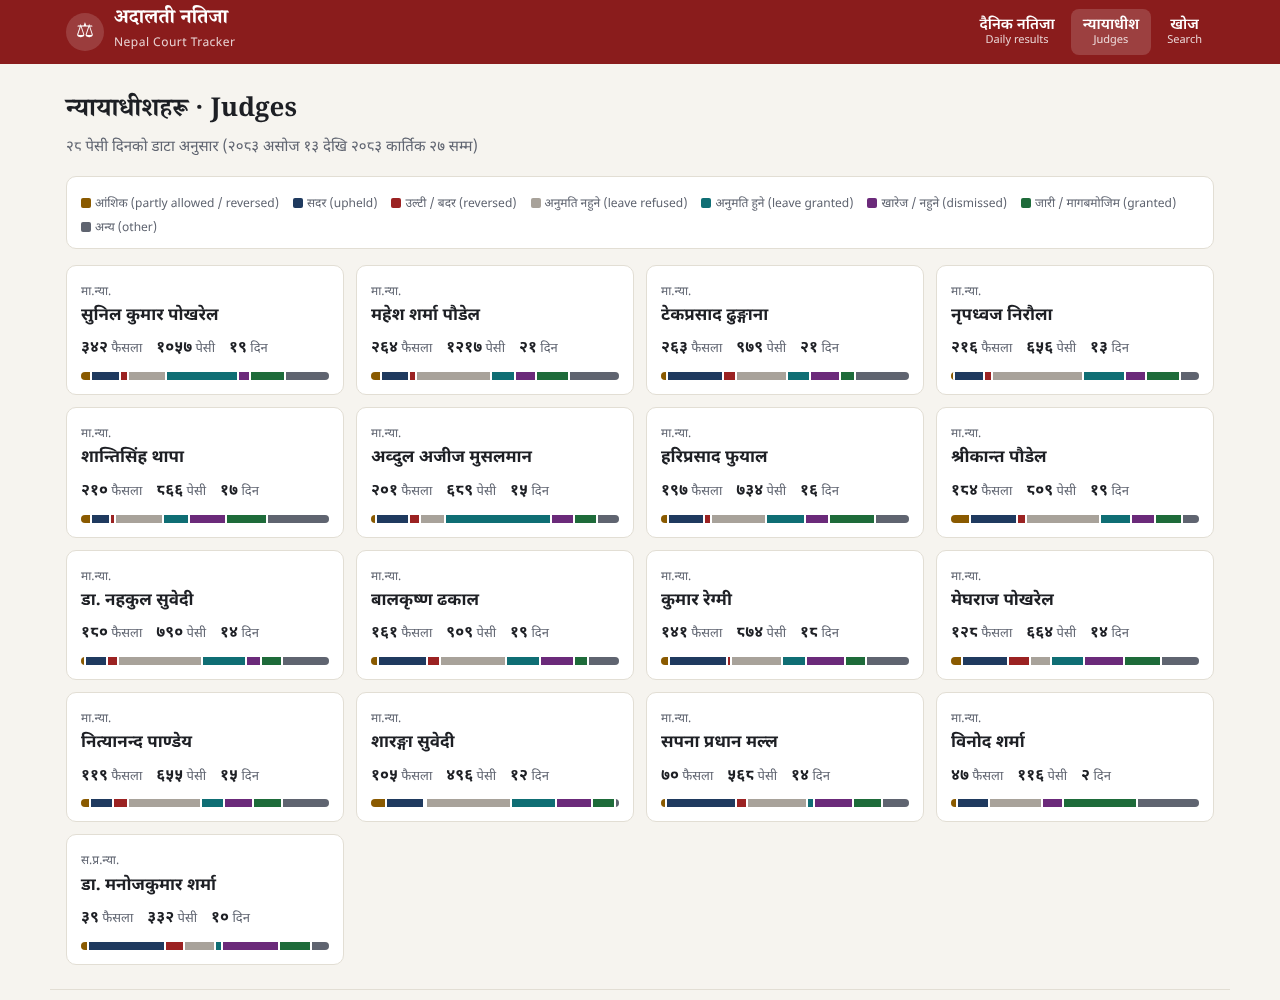 अदालती नतिजा
Nepal Court Tracker
दैनिक नतिजा
Daily results
न्यायाधीश
Judges
खोज
Search
न्यायाधीशहरू · Judges
२८ पेसी दिनको डाटा अनुसार (२०८३ असोज १३ देखि २०८३ कार्तिक २७ सम्म)
आंशिक (partly allowed / reversed) सदर (upheld) उल्टी / बदर (reversed) अनुमति नहुने (leave refused) अनुमति हुने (leave granted) खारेज / नहुने (dismissed) जारी / मागबमोजिम (granted)
अन्य (other)
मा.न्या.
सुनिल कुमार पोखरेल
३४२ फैसला १०५७ पेसी १९ दिन
मा.न्या.
महेश शर्मा पौडेल
२६४ फैसला १२१७ पेसी २१ दिन
मा.न्या.
टेकप्रसाद ढुङ्गाना
२६३ फैसला ९७९ पेसी २१ दिन
मा.न्या.
नृपध्वज निरौला
२१६ फैसला ६५६ पेसी १३ दिन
मा.न्या.
शान्तिसिंह थापा
२१० फैसला ८६६ पेसी १७ दिन
मा.न्या.
अव्दुल अजीज मुसलमान
२०१ फैसला ६८९ पेसी १५ दिन
मा.न्या.
हरिप्रसाद फुयाल
१९७ फैसला ७३४ पेसी १६ दिन
मा.न्या.
श्रीकान्त पौडेल
१८४ फैसला ८०९ पेसी १९ दिन
मा.न्या.
डा. नहकुल सुवेदी
१८० फैसला ७९० पेसी १४ दिन
मा.न्या.
बालकृष्ण ढकाल
१६१ फैसला ९०९ पेसी १९ दिन
मा.न्या.
कुमार रेग्मी
१४१ फैसला ८७४ पेसी १८ दिन
मा.न्या.
मेघराज पोखरेल
१२८ फैसला ६६४ पेसी १४ दिन
मा.न्या.
नित्यानन्द पाण्डेय
११९ फैसला ६५५ पेसी १५ दिन
मा.न्या.
शारङ्गा सुवेदी
१०५ फैसला ४९६ पेसी १२ दिन
मा.न्या.
सपना प्रधान मल्ल
७० फैसला ५६८ पेसी १४ दिन
मा.न्या.
विनोद शर्मा
४७ फैसला ११६ पेसी २ दिन
स.प्र.न्या.
डा. मनोजकुमार शर्मा
३९ फैसला ३३२ पेसी १० दिन